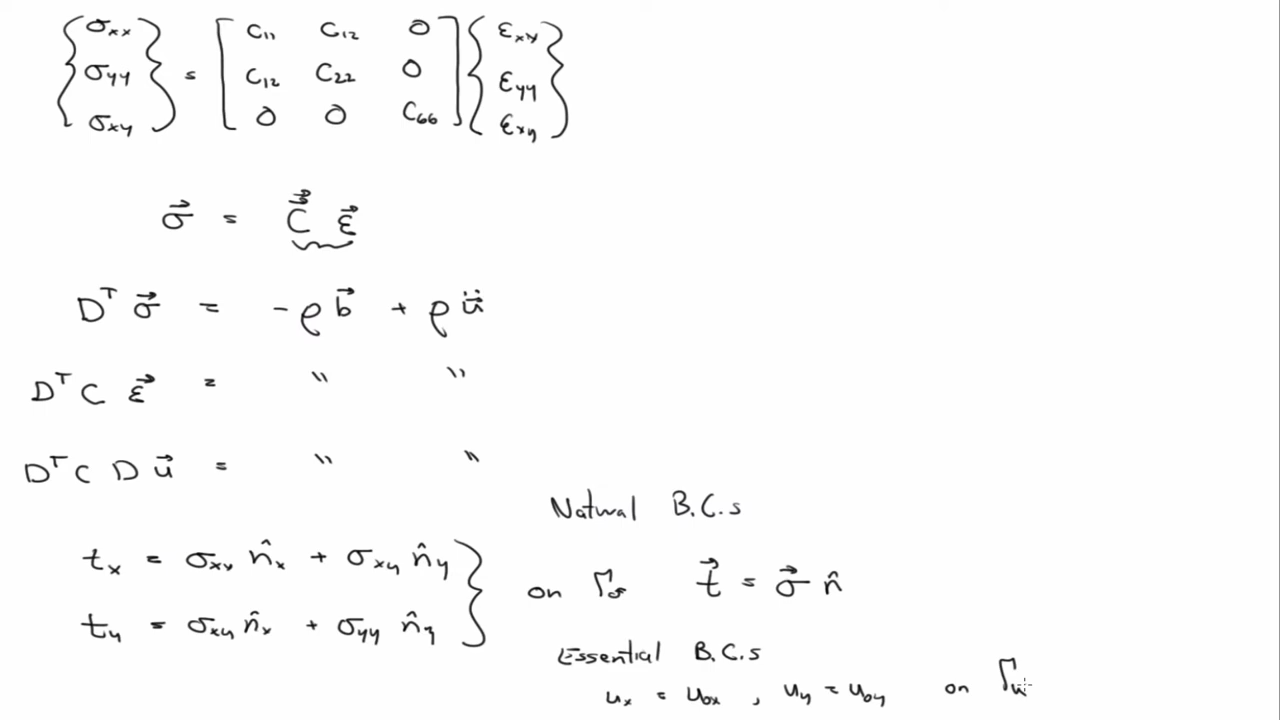 {σxx} = [C11 C12 0] {εxx}
{σyy} = [C12 C22 0] {εyy}
{σxy} = [0 0 C66] {εxy}
σ⃗ = C⃗⃗ ε⃗
Dᵀ σ⃗ = -ρ b⃗ + ρ ü⃗
Dᵀ C ε⃗ = " "
Dᵀ C D u⃗ = " "
Natural B.C.s
tx = σxx n̂x + σxy n̂y
ty = σxy n̂x + σyy n̂y } on Γσ t⃗ = σ⃗ n̂
Essential B.C.s
ux = u0x , uy = u0y on Γu